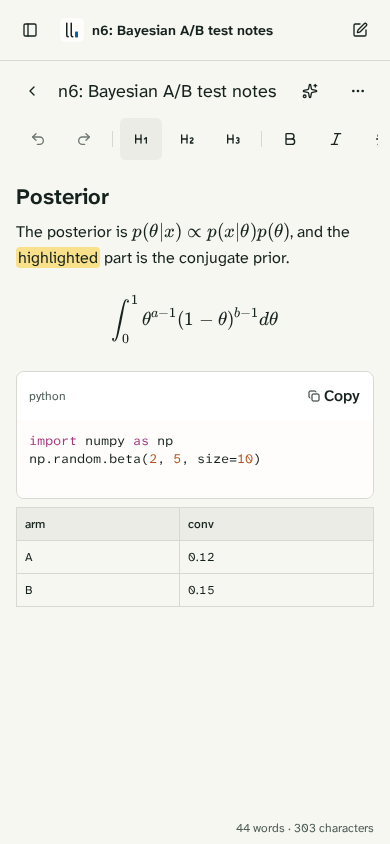 n6: Bayesian A/B test notes
n6: Bayesian A/B test notes
H1 H2 H3 B I
Posterior
The posterior is p(θ|x) ∝ p(x|θ)p(θ), and the
highlighted part is the conjugate prior.
∫₀¹ θᵃ⁻¹(1 − θ)ᵇ⁻¹dθ
python Copy
import numpy as np
np.random.beta(2, 5, size=10)
arm conv
A 0.12
B 0.15
44 words · 303 characters